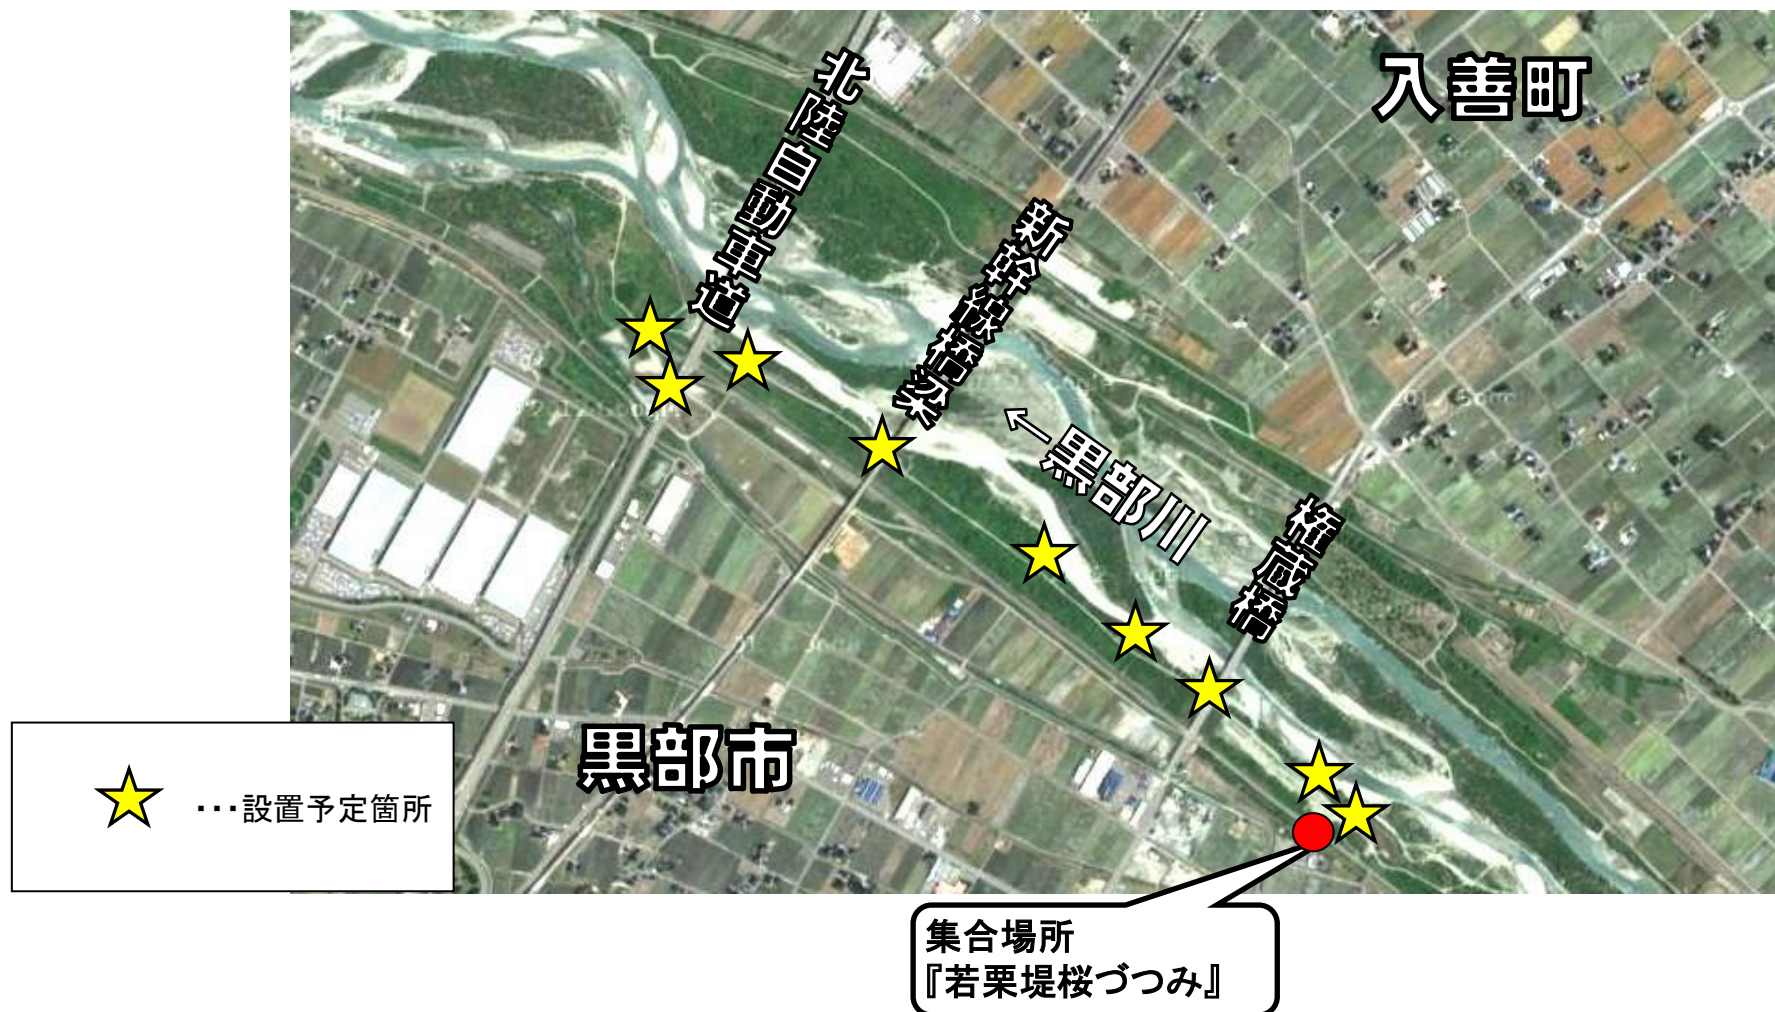 入善町
北陸自動車道
新幹線橋梁
←黒部川
権蔵橋
黒部市
・・・設置予定箇所
集合場所
『若栗堤桜づつみ』